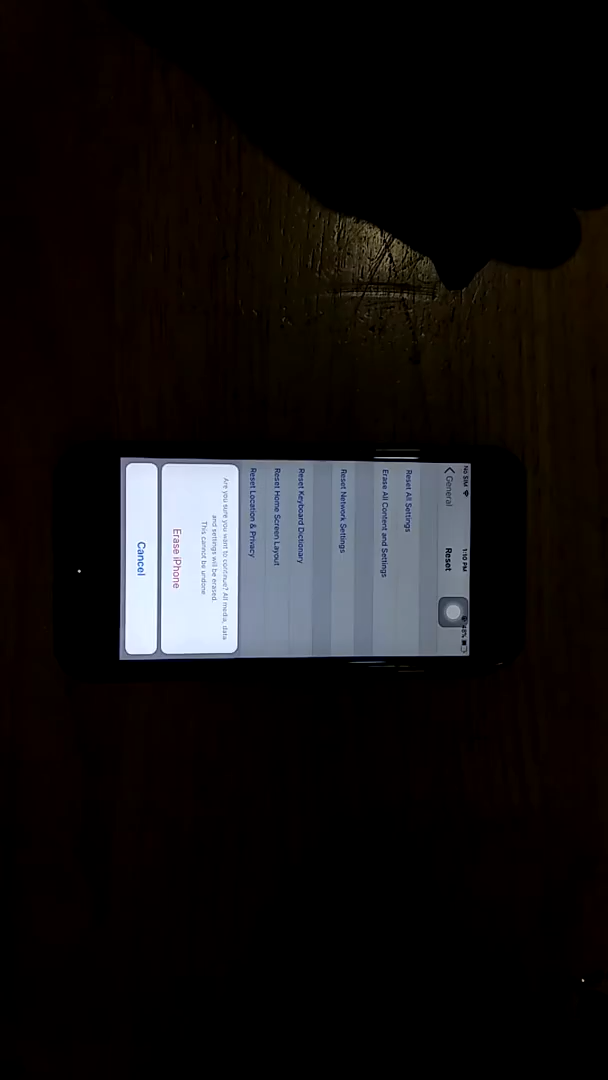 No SIM 1:10 PM 48%
General Reset
Reset All Settings
Erase All Content and Settings
Reset Network Settings
Reset Keyboard Dictionary
Reset Home Screen Layout
Reset Location & Privacy
Are you sure you want to continue? All media, data
and settings will be erased.
This cannot be undone.
Erase iPhone
Cancel